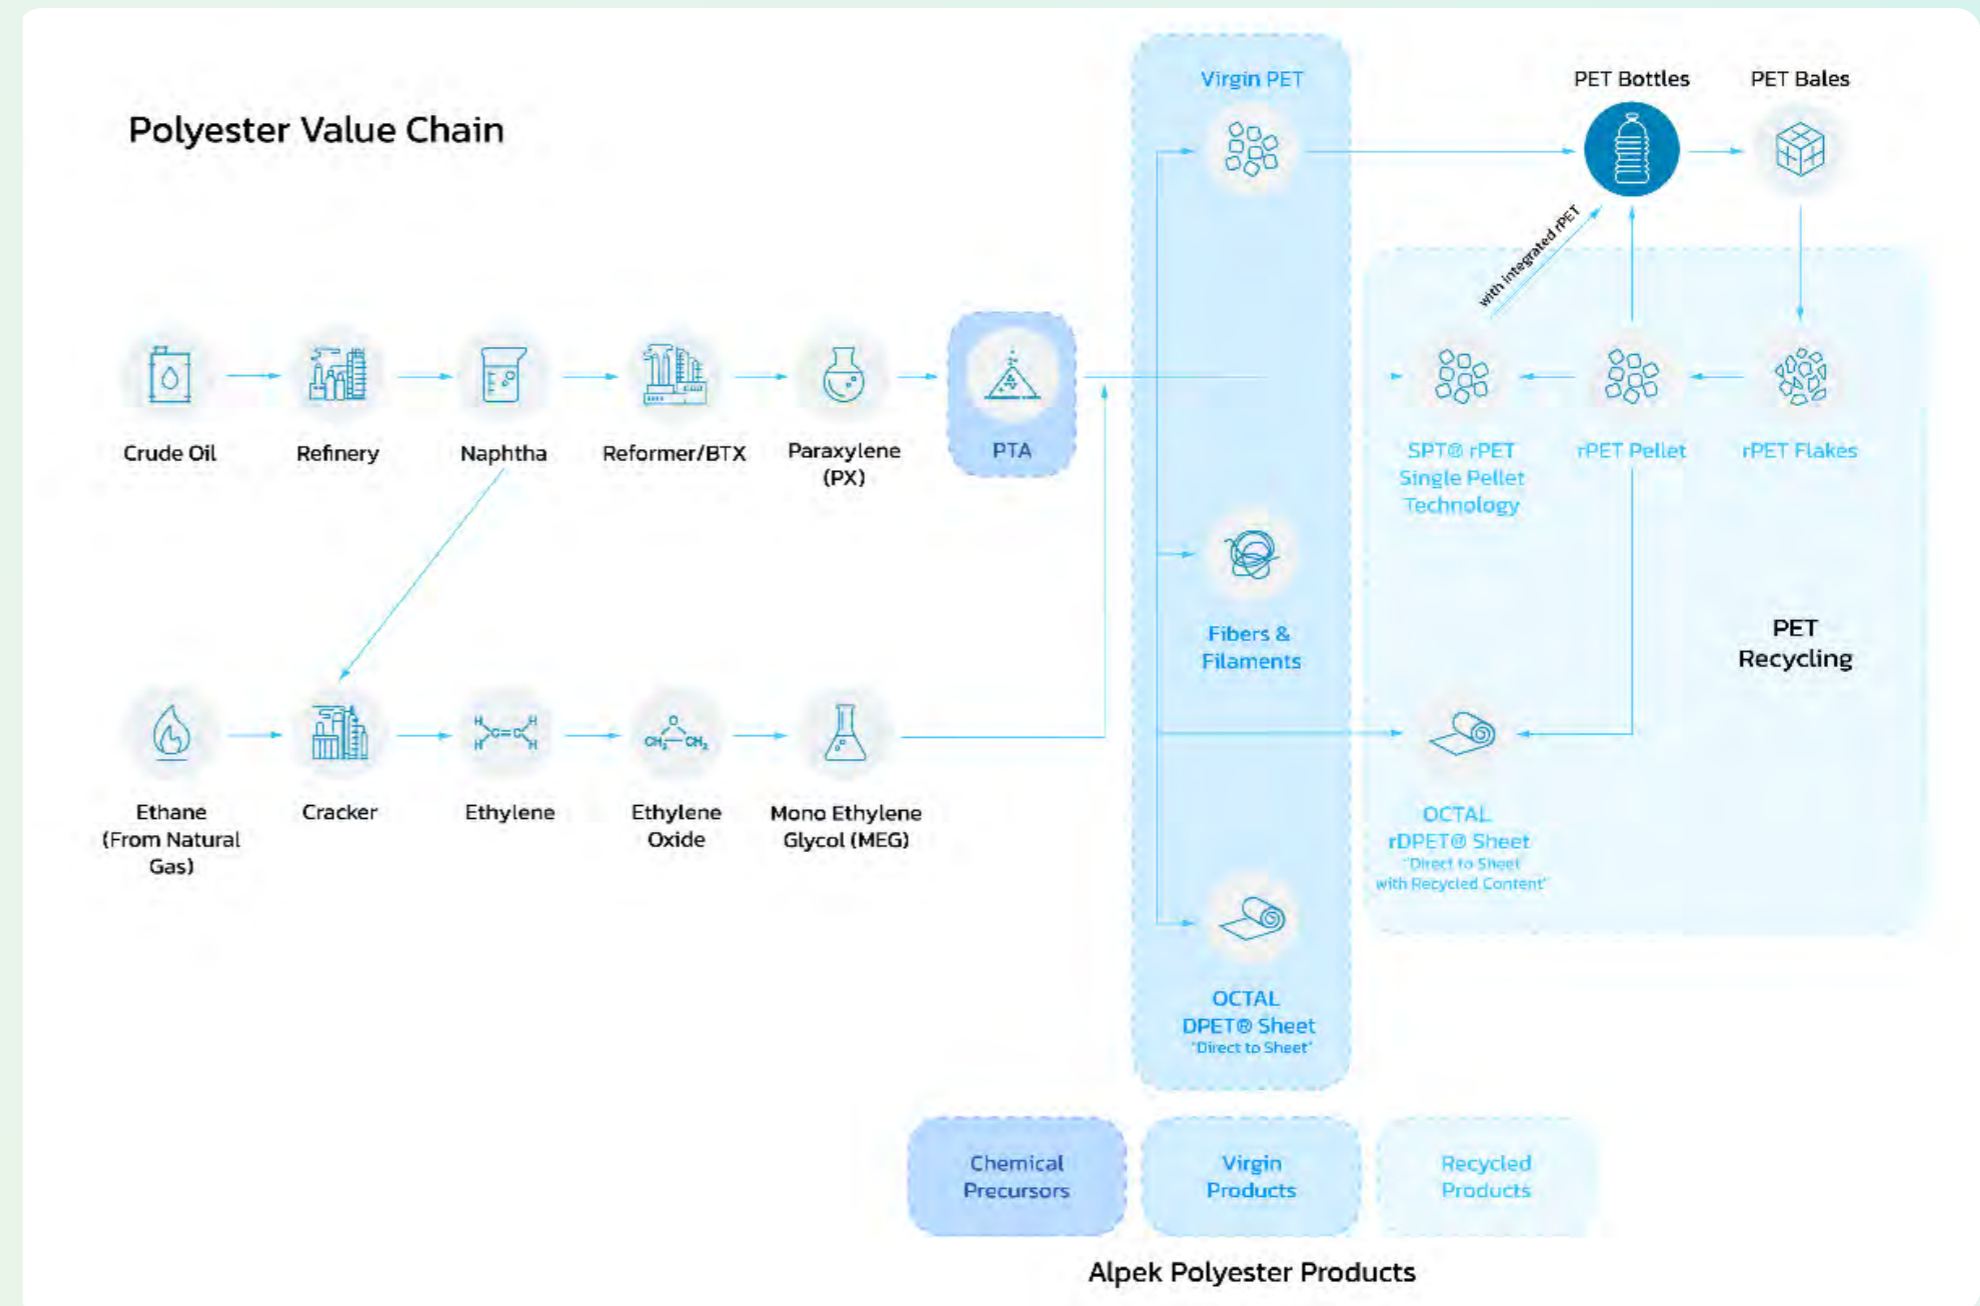 Polyester Value Chain
Virgin PET
PET Bottles
PET Bales
with integrated rPET
Crude Oil
Refinery
Naphtha
Reformer/BTX
Paraxylene
(PX)
PTA
SPT® rPET
Single Pellet
Technology
rPET Pellet
rPET Flakes
Fibers &
Filaments
PET
Recycling
H H
C=C
H H
O
CH₂ CH₂
Ethane
(From Natural
Gas)
Cracker
Ethylene
Ethylene
Oxide
Mono Ethylene
Glycol (MEG)
OCTAL
rDPET® Sheet
"Direct to Sheet
with Recycled Content"
OCTAL
DPET® Sheet
"Direct to Sheet"
Chemical
Precursors
Virgin
Products
Recycled
Products
Alpek Polyester Products